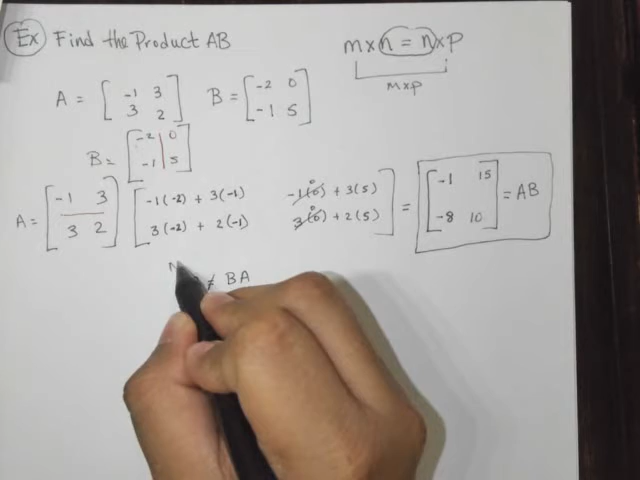 Ex Find the Product AB
m×n = n×p
m×p
A = [ -1 3
3 2 ] B = [ -2 0
-1 5 ]
B = [ -2 | 0
-1 | 5 ]
A = [ -1 3
3 2 ] [ -1(-2) + 3(-1) -1(0) + 3(5)
3(-2) + 2(-1) 3(0) + 2(5) ] = [ -1 15
-8 10 ] = AB
≠ BA